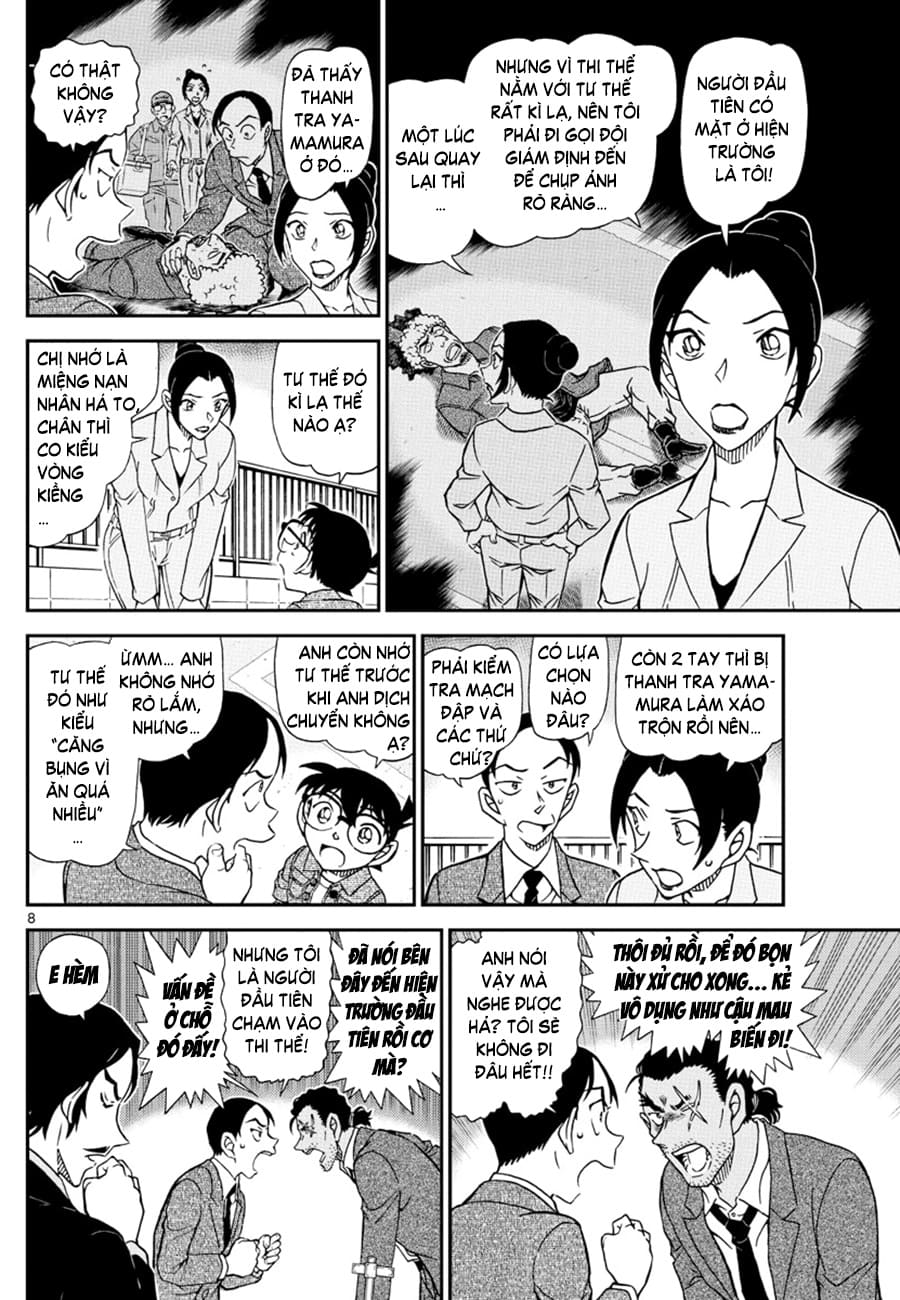 NGƯỜI ĐẦU
TIÊN CÓ
MẶT Ở HIỆN
TRƯỜNG
LÀ TÔI!
NHƯNG VÌ THI THỂ
NẰM VỚI TƯ THẾ
RẤT KÌ LẠ, NÊN TÔI
PHẢI ĐI GỌI ĐỘI
GIÁM ĐỊNH ĐẾN
ĐỂ CHỤP ẢNH
RÕ RÀNG...
MỘT LÚC
SAU QUAY
LẠI THÌ
...
ĐÃ THẤY
THANH
TRA YA-
MAMURA
Ở ĐÓ...
CÓ THẬT
KHÔNG
VẬY?
TƯ THẾ ĐÓ
KÌ LẠ THẾ
NÀO Ạ?
CHỊ NHỚ LÀ
MIỆNG NẠN
NHÂN HÁ TO,
CHÂN THÌ
CO KIỂU
VÒNG
KIỀNG
...
CÒN 2 TAY THÌ BỊ
THANH TRA YAMA-
MURA LÀM XÁO
TRỘN RỒI NÊN...
CÓ LỰA
CHỌN
NÀO
ĐÂU?
PHẢI KIỂM
TRA MẠCH
ĐẬP VÀ
CÁC THỨ
CHỨ?
ANH CÒN NHỚ
TƯ THẾ TRƯỚC
KHI ANH DỊCH
CHUYỂN KHÔNG
Ạ?
ỪMM... ANH
KHÔNG NHỚ
RÕ LẮM,
NHƯNG...
TƯ THẾ
ĐÓ NHƯ
KIỂU
"CĂNG
BỤNG VÌ
ĂN QUÁ
NHIỀU"
...
8
THÔI ĐỦ RỒI, ĐỂ ĐÓ BỌN
NÀY XỬ CHO XONG... KẺ
VÔ DỤNG NHƯ CẬU MAU
BIẾN ĐI!
ANH NÓI
VẬY MÀ
NGHE ĐƯỢC
HẢ? TÔI SẼ
KHÔNG ĐI
ĐÂU HẾT!!
ĐÃ NÓI BÊN
ĐÂY ĐẾN HIỆN
TRƯỜNG ĐẦU
TIÊN RỒI CƠ
MÀ?
NHƯNG TÔI
LÀ NGƯỜI
ĐẦU TIÊN
CHẠM VÀO
THI THỂ!
VẤN ĐỀ
Ở CHỖ
ĐÓ ĐẤY!
E HÈM